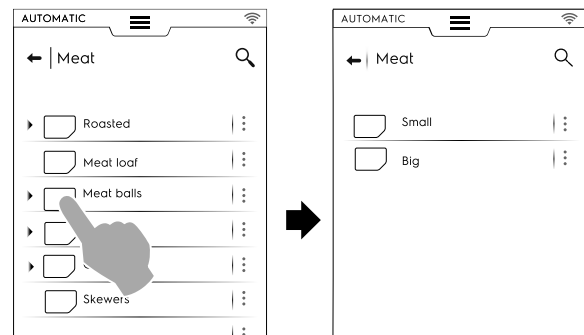 AUTOMATIC
Meat
Roasted
Meat loaf
Meat balls
Skewers
AUTOMATIC
Meat
Small
Big